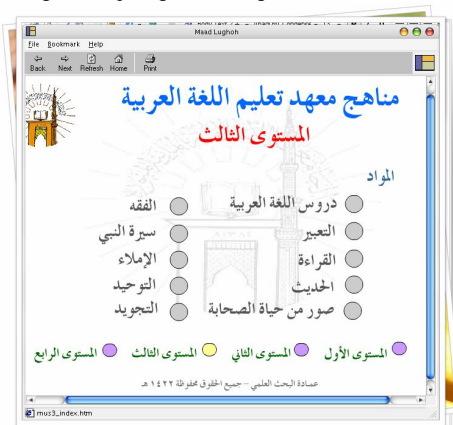 Maad Lughoh
File Bookmark Help
Back Next Refresh Home Print
مناهج معهد تعليم اللغة العربية
المستوى الثالث
المواد
دروس اللغة العربية الفقه
التعبير سيرة النبي
القراءة الإملاء
الحديث التوحيد
صور من حياة الصحابة التجويد
المستوى الأول المستوى الثاني المستوى الثالث المستوى الرابع
عمادة البحث العلمي - جميع الحقوق محفوظة ١٤٢٢ هـ
mus3_index.htm